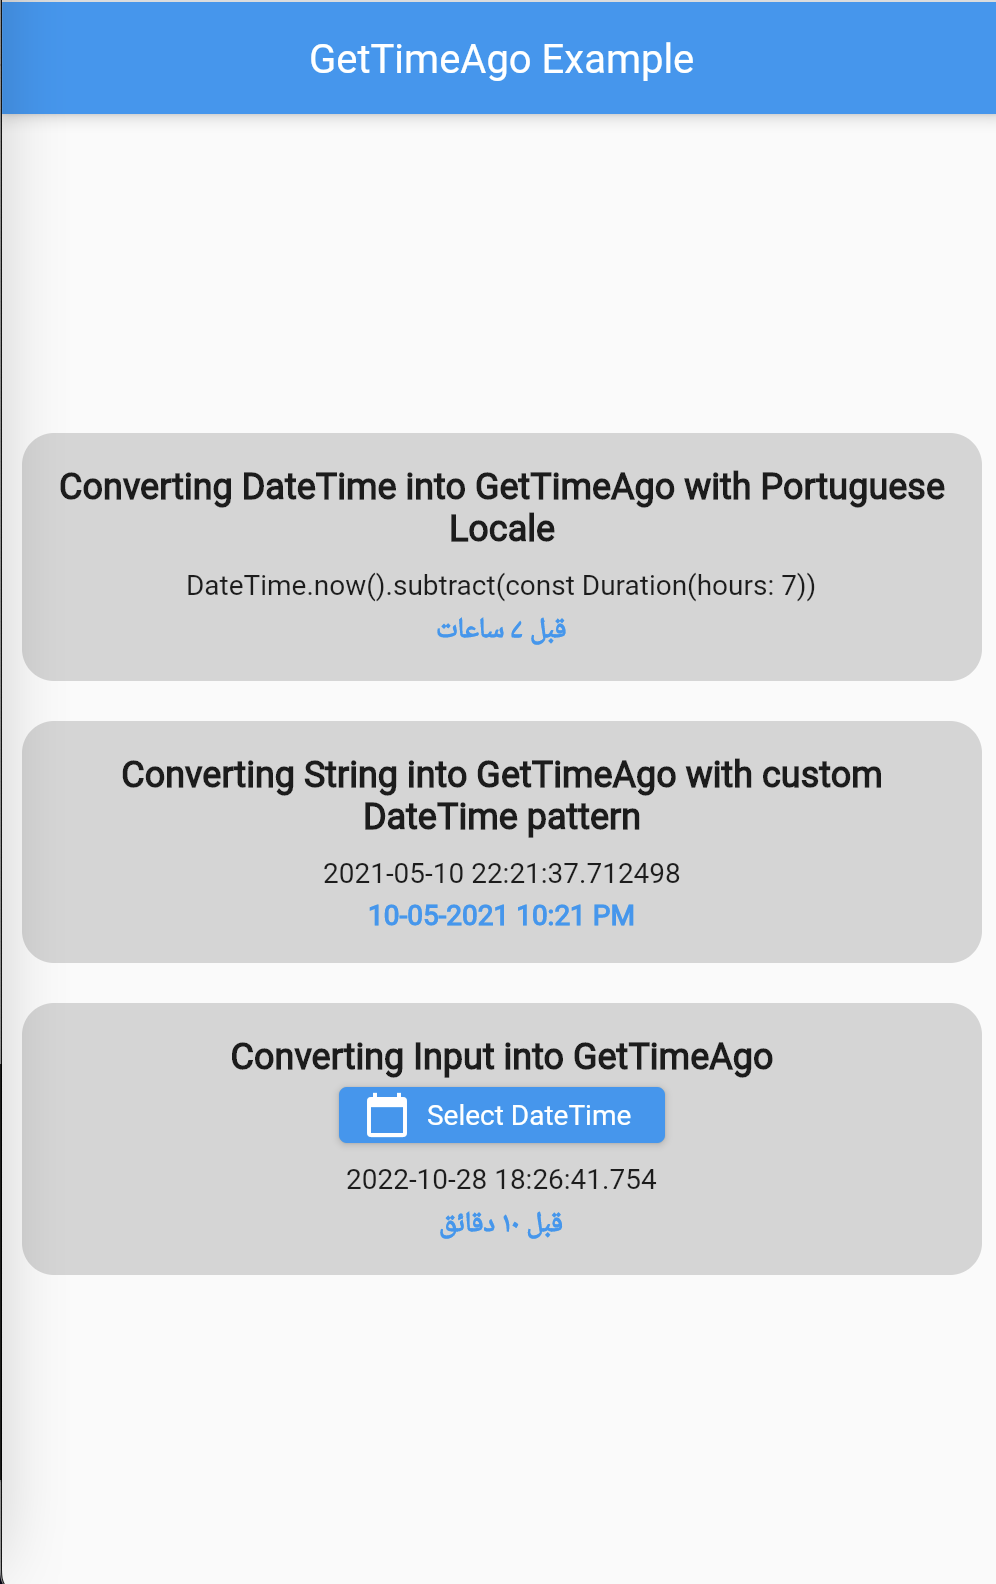 GetTimeAgo Example
Converting DateTime into GetTimeAgo with Portuguese
Locale
DateTime.now().subtract(const Duration(hours: 7))
قبل ۷ ساعات
Converting String into GetTimeAgo with custom
DateTime pattern
2021-05-10 22:21:37.712498
10-05-2021 10:21 PM
Converting Input into GetTimeAgo
Select DateTime
2022-10-28 18:26:41.754
قبل ۱۰ دقائق